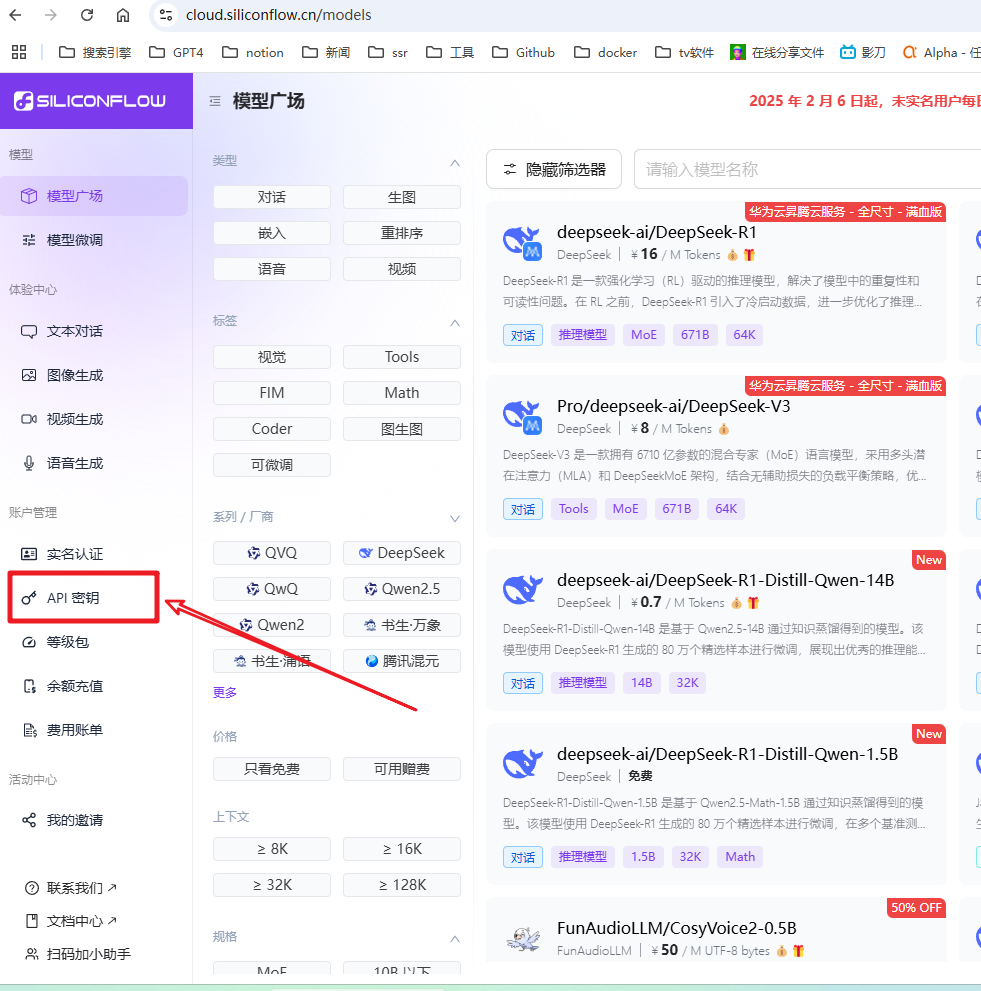 cloud.siliconflow.cn/models
搜索引擎 GPT4 notion 新闻 ssr 工具 Github docker tv软件 在线分享文件 影刀 Alpha - 任
SILICONFLOW
模型
模型广场
模型微调
体验中心
文本对话
图像生成
视频生成
语音生成
账户管理
实名认证
API 密钥
等级包
余额充值
费用账单
活动中心
我的邀请
联系我们
文档中心
扫码加小助手
模型广场
2025 年 2 月 6 日起，未实名用户每日
类型
对话 生图
嵌入 重排序
语音 视频
标签
视觉 Tools
FIM Math
Coder 图生图
可微调
系列 / 厂商
QVQ DeepSeek
QwQ Qwen2.5
Qwen2 书生·万象
书生·浦语 腾讯混元
更多
价格
只看免费 可用赠费
上下文
≥ 8K ≥ 16K
≥ 32K ≥ 128K
规格
MoE 10B 以下
隐藏筛选器 请输入模型名称
华为云昇腾云服务 - 全尺寸 - 满血版
deepseek-ai/DeepSeek-R1
DeepSeek | ¥ 16 / M Tokens
DeepSeek-R1 是一款强化学习（RL）驱动的推理模型，解决了模型中的重复性和
可读性问题。在 RL 之前，DeepSeek-R1 引入了冷启动数据，进一步优化了推理...
对话 推理模型 MoE 671B 64K
华为云昇腾云服务 - 全尺寸 - 满血版
Pro/deepseek-ai/DeepSeek-V3
DeepSeek | ¥ 8 / M Tokens
DeepSeek-V3 是一款拥有 6710 亿参数的混合专家（MoE）语言模型，采用多头潜
在注意力（MLA）和 DeepSeekMoE 架构，结合无辅助损失的负载平衡策略，优...
对话 Tools MoE 671B 64K
New
deepseek-ai/DeepSeek-R1-Distill-Qwen-14B
DeepSeek | ¥ 0.7 / M Tokens
DeepSeek-R1-Distill-Qwen-14B 是基于 Qwen2.5-14B 通过知识蒸馏得到的模型。该
模型使用 DeepSeek-R1 生成的 80 万个精选样本进行微调，展现出优秀的推理能...
对话 推理模型 14B 32K
New
deepseek-ai/DeepSeek-R1-Distill-Qwen-1.5B
DeepSeek | 免费
DeepSeek-R1-Distill-Qwen-1.5B 是基于 Qwen2.5-Math-1.5B 通过知识蒸馏得到的模
型。该模型使用 DeepSeek-R1 生成的 80 万个精选样本进行微调，在多个基准测...
对话 推理模型 1.5B 32K Math
50% OFF
FunAudioLLM/CosyVoice2-0.5B
FunAudioLLM | ¥ 50 / M UTF-8 bytes